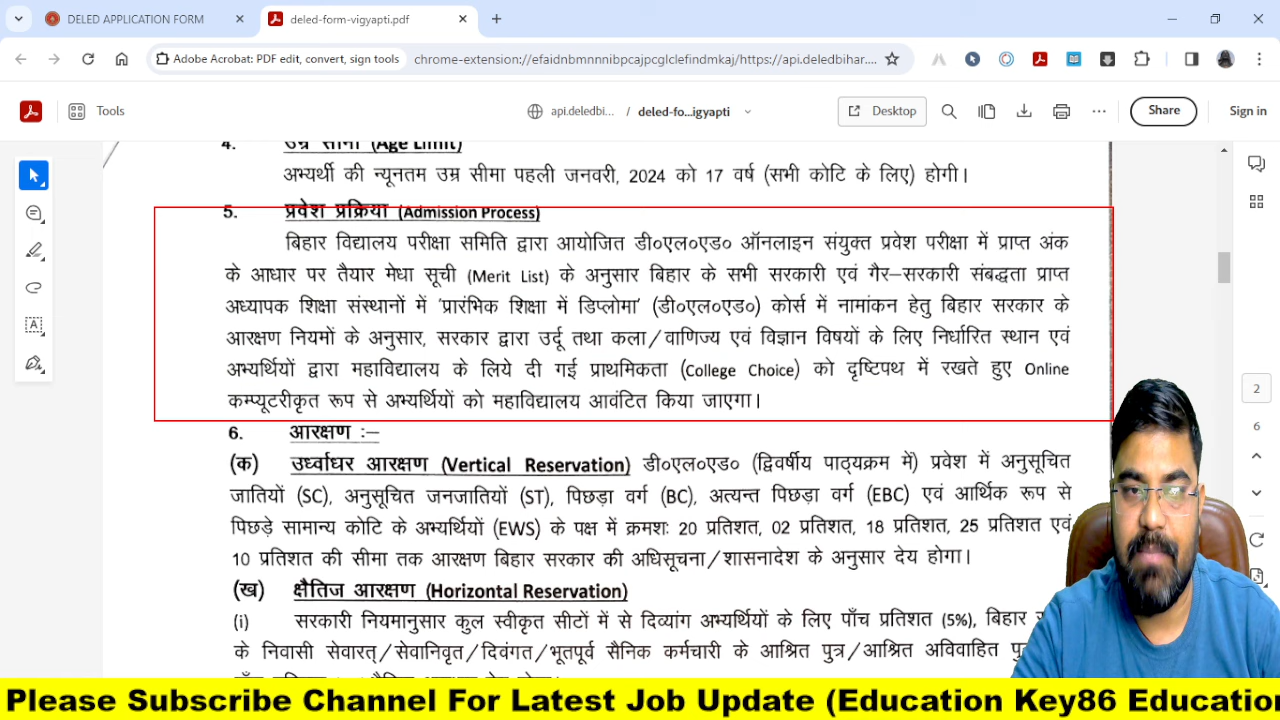 DELED APPLICATION FORM
deled-form-vigyapti.pdf
Adobe Acrobat: PDF edit, convert, sign tools
chrome-extension://efaidnbmnnnibpcajpcglclefindmkaj/https://api.deledbihar....
Tools
api.deledbi... / deled-fo...igyapti
Desktop
Share
Sign in
4. उम्र सीमा (Age Limit)
अभ्यर्थी की न्यूनतम उम्र सीमा पहली जनवरी, 2024 को 17 वर्ष (सभी कोटि के लिए) होगी।
5. प्रवेश प्रक्रिया (Admission Process)
बिहार विद्यालय परीक्षा समिति द्वारा आयोजित डी०एल०एड० ऑनलाइन संयुक्त प्रवेश परीक्षा में प्राप्त अंक
के आधार पर तैयार मेधा सूची (Merit List) के अनुसार बिहार के सभी सरकारी एवं गैर–सरकारी संबद्धता प्राप्त
अध्यापक शिक्षा संस्थानों में 'प्रारंभिक शिक्षा में डिप्लोमा' (डी०एल०एड०) कोर्स में नामांकन हेतु बिहार सरकार के
आरक्षण नियमों के अनुसार, सरकार द्वारा उर्दू तथा कला/वाणिज्य एवं विज्ञान विषयों के लिए निर्धारित स्थान एवं
अभ्यर्थियों द्वारा महाविद्यालय के लिये दी गई प्राथमिकता (College Choice) को दृष्टिपथ में रखते हुए Online
कम्प्यूटरीकृत रूप से अभ्यर्थियों को महाविद्यालय आवंटित किया जाएगा।
6. आरक्षण :–
(क) उर्ध्वाधर आरक्षण (Vertical Reservation) डी०एल०एड० (द्विवर्षीय पाठ्यक्रम में) प्रवेश में अनुसूचित
जातियों (SC), अनुसूचित जनजातियों (ST), पिछड़ा वर्ग (BC), अत्यन्त पिछड़ा वर्ग (EBC) एवं आर्थिक रूप से
पिछड़े सामान्य कोटि के अभ्यर्थियों (EWS) के पक्ष में क्रमशः 20 प्रतिशत, 02 प्रतिशत, 18 प्रतिशत, 25 प्रतिशत एवं
10 प्रतिशत की सीमा तक आरक्षण बिहार सरकार की अधिसूचना/शासनादेश के अनुसार देय होगा।
(ख) क्षैतिज आरक्षण (Horizontal Reservation)
(i) सरकारी नियमानुसार कुल स्वीकृत सीटों में से दिव्यांग अभ्यर्थियों के लिए पाँच प्रतिशत (5%), बिहार
के निवासी सेवारत्/सेवानिवृत/दिवंगत/भूतपूर्व सैनिक कर्मचारी के आश्रित पुत्र/आश्रित अविवाहित
2
6
Please Subscribe Channel For Latest Job Update (Education Key86 Education